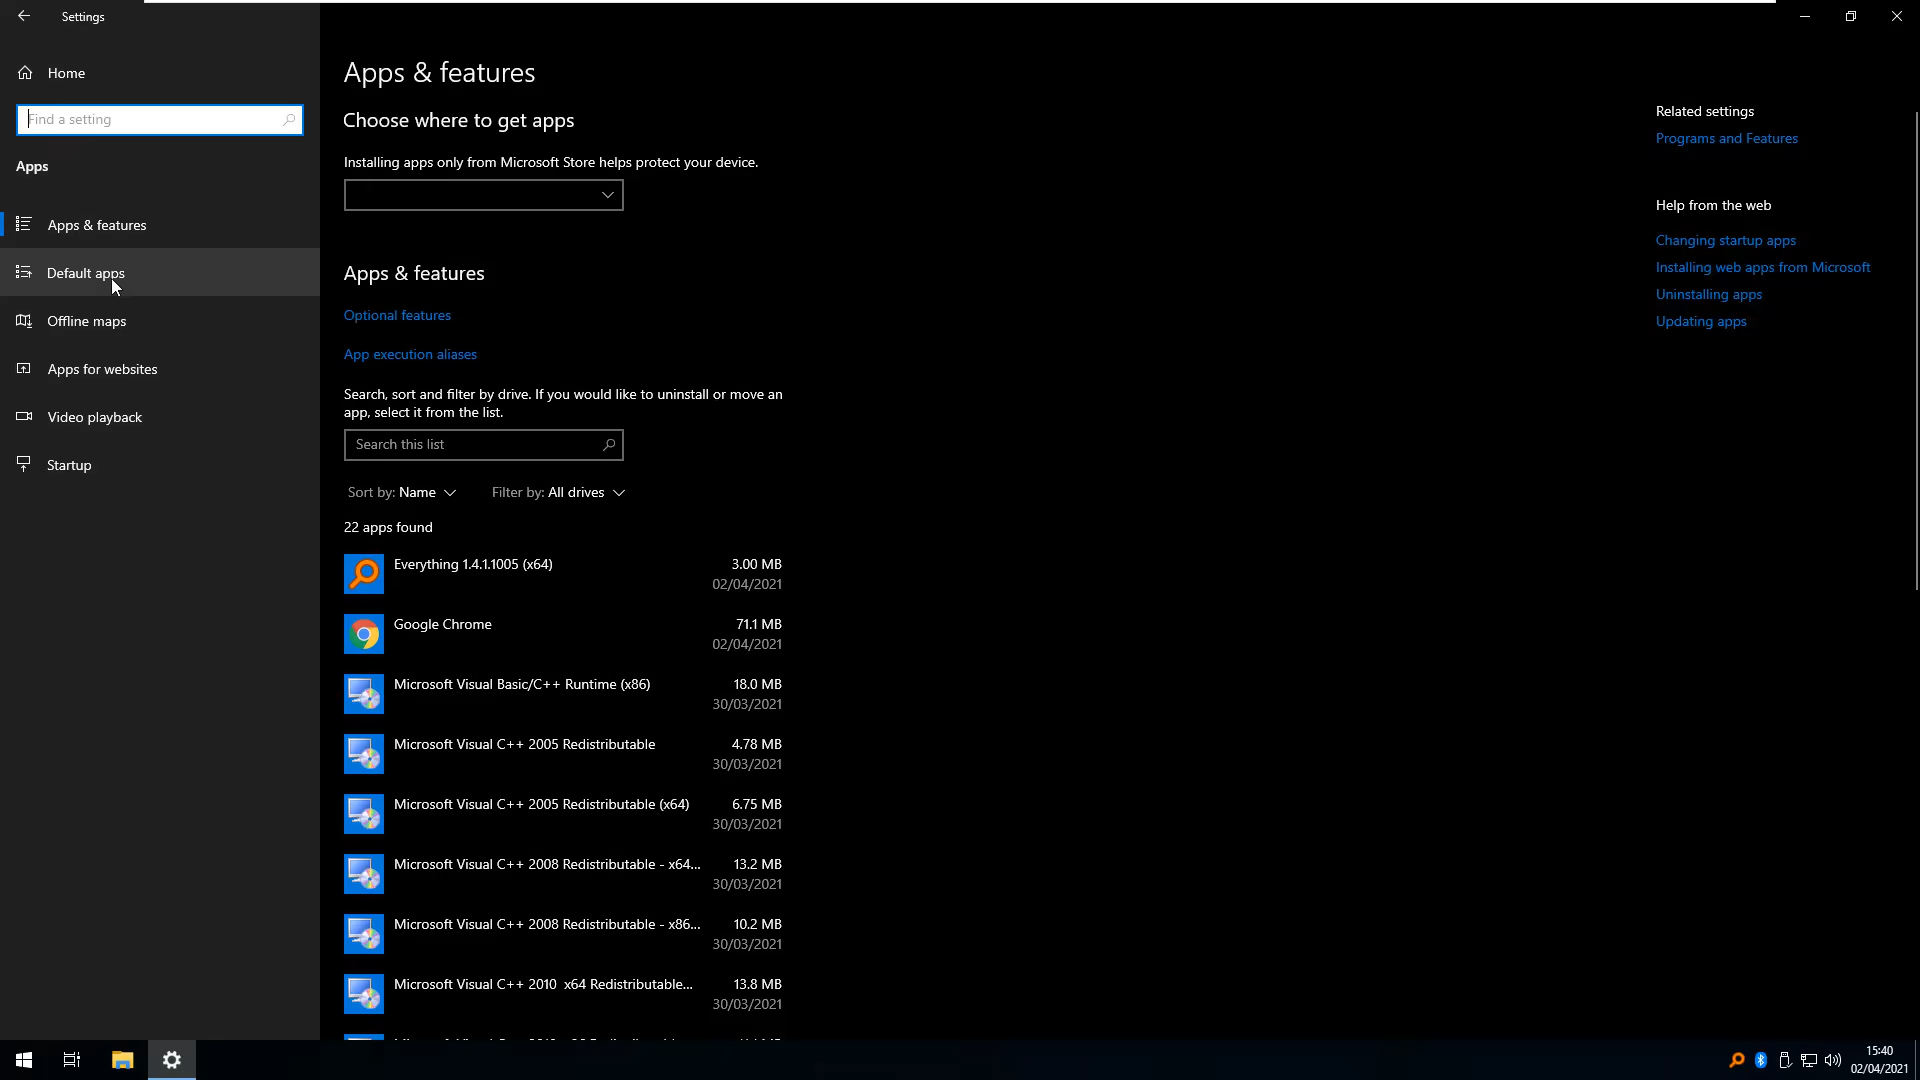 Settings
Home
Find a setting
Apps
Apps & features
Default apps
Offline maps
Apps for websites
Video playback
Startup
Apps & features
Choose where to get apps
Installing apps only from Microsoft Store helps protect your device.
Apps & features
Optional features
App execution aliases
Search, sort and filter by drive. If you would like to uninstall or move an
app, select it from the list.
Search this list
Sort by: Name
Filter by: All drives
22 apps found
Everything 1.4.1.1005 (x64)
3.00 MB
02/04/2021
Google Chrome
71.1 MB
02/04/2021
Microsoft Visual Basic/C++ Runtime (x86)
18.0 MB
30/03/2021
Microsoft Visual C++ 2005 Redistributable
4.78 MB
30/03/2021
Microsoft Visual C++ 2005 Redistributable (x64)
6.75 MB
30/03/2021
Microsoft Visual C++ 2008 Redistributable - x64...
13.2 MB
30/03/2021
Microsoft Visual C++ 2008 Redistributable - x86...
10.2 MB
30/03/2021
Microsoft Visual C++ 2010  x64 Redistributable...
13.8 MB
30/03/2021
Related settings
Programs and Features
Help from the web
Changing startup apps
Installing web apps from Microsoft
Uninstalling apps
Updating apps
15:40
02/04/2021